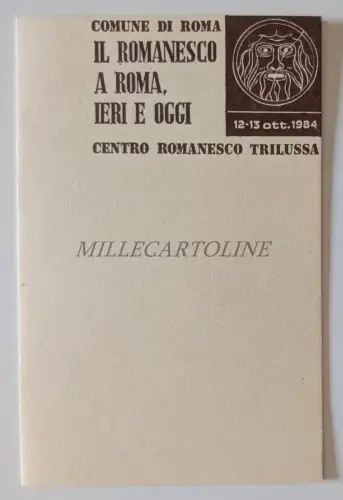 COMUNE DI ROMA
IL ROMANESCO
A ROMA,
IERI E OGGI
12-13 ott. 1984
CENTRO ROMANESCO TRILUSSA
MILLECARTOLINE